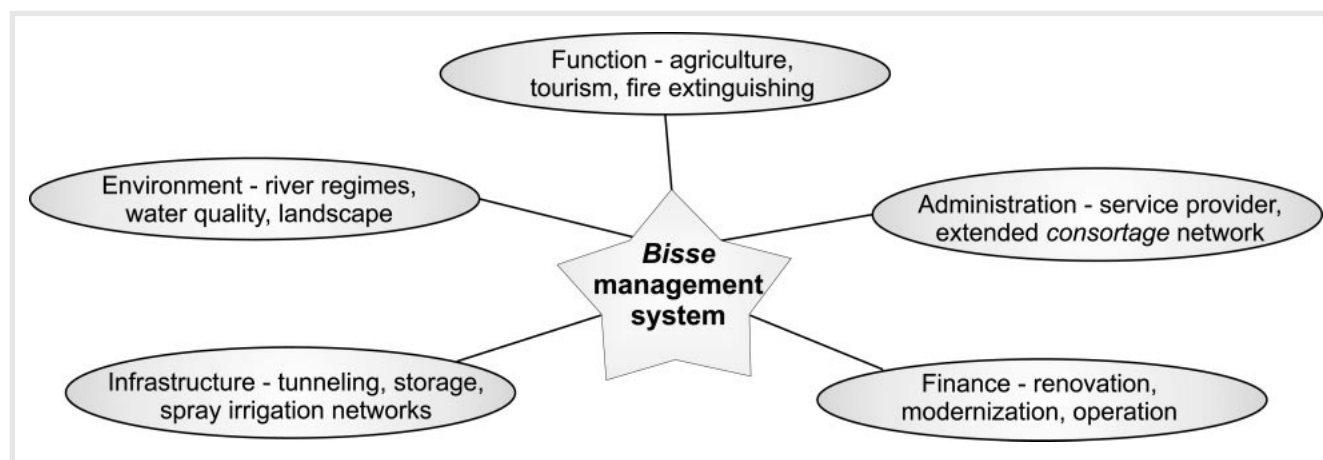 Function - agriculture,
tourism, fire extinguishing
Environment - river regimes,
water quality, landscape
Administration - service provider,
extended consortage network
Bisse
management
system
Infrastructure - tunneling, storage,
spray irrigation networks
Finance - renovation,
modernization, operation